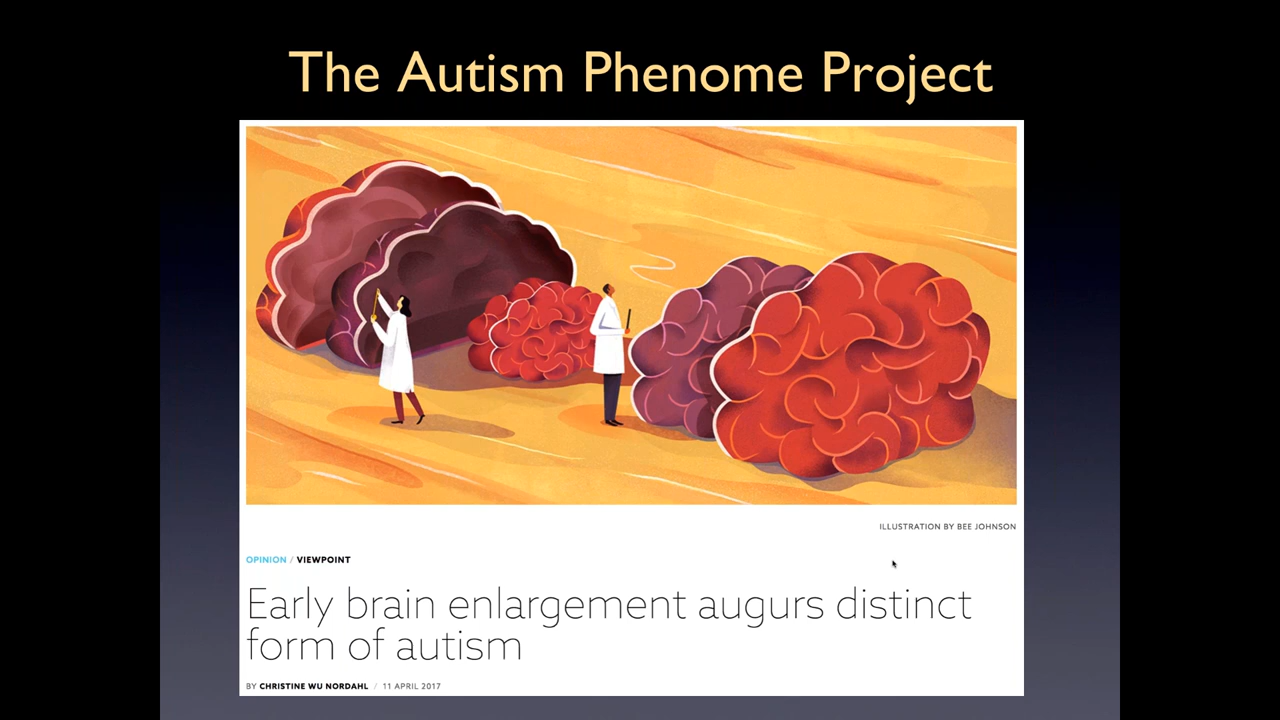 The Autism Phenome Project
ILLUSTRATION BY BEE JOHNSON
OPINION / VIEWPOINT
Early brain enlargement augurs distinct
form of autism
BY CHRISTINE WU NORDAHL / 11 APRIL 2017